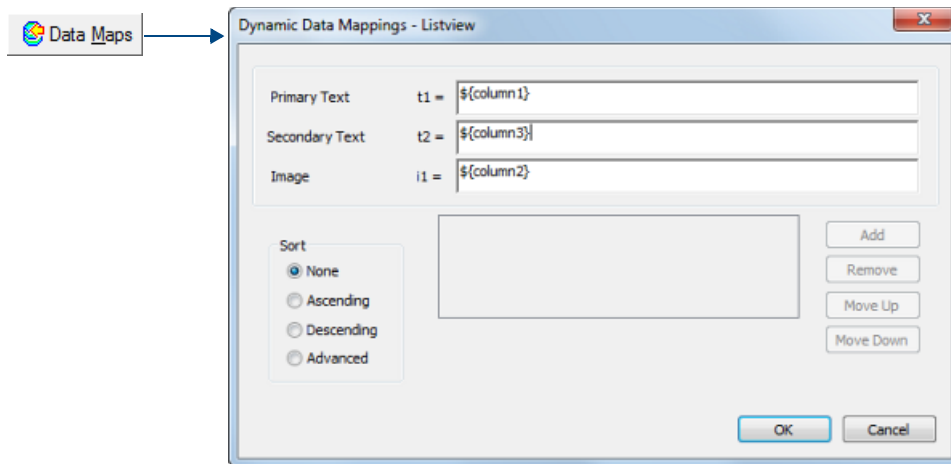 Data Maps
Dynamic Data Mappings - Listview
Primary Text t1 = ${column1}
Secondary Text t2 = ${column3}
Image i1 = ${column2}
Sort
None
Ascending
Descending
Advanced
Add
Remove
Move Up
Move Down
OK Cancel